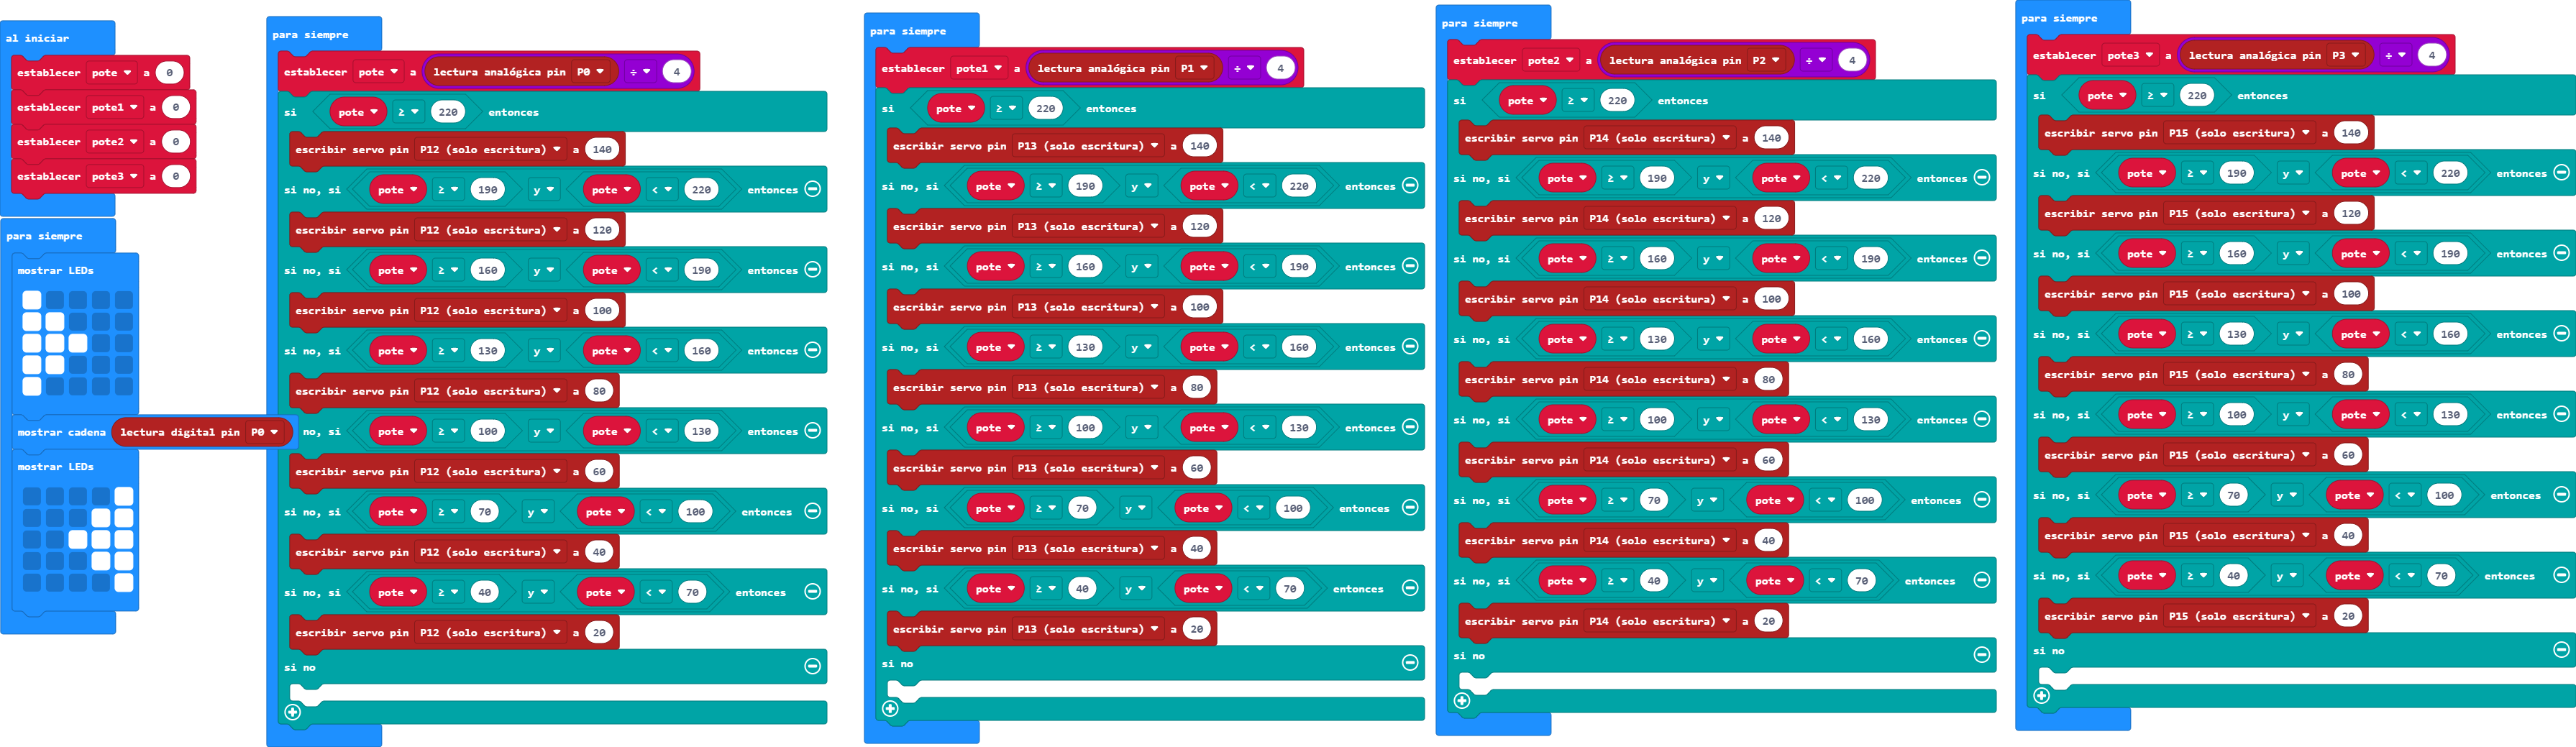 al iniciar
establecer pote a 0
establecer pote1 a 0
establecer pote2 a 0
establecer pote3 a 0
para siempre
mostrar LEDs
mostrar cadena lectura digital pin P0
mostrar LEDs
para siempre
establecer pote a lectura analógica pin P0 ÷ 4
si pote ≥ 220 entonces
escribir servo pin P12 (solo escritura) a 140
si no, si pote ≥ 190 y pote < 220 entonces
escribir servo pin P12 (solo escritura) a 120
si no, si pote ≥ 160 y pote < 190 entonces
escribir servo pin P12 (solo escritura) a 100
si no, si pote ≥ 130 y pote < 160 entonces
escribir servo pin P12 (solo escritura) a 80
no, si pote ≥ 100 y pote < 130 entonces
escribir servo pin P12 (solo escritura) a 60
si no, si pote ≥ 70 y pote < 100 entonces
escribir servo pin P12 (solo escritura) a 40
si no, si pote ≥ 40 y pote < 70 entonces
escribir servo pin P12 (solo escritura) a 20
si no
para siempre
establecer pote1 a lectura analógica pin P1 ÷ 4
si pote ≥ 220 entonces
escribir servo pin P13 (solo escritura) a 140
si no, si pote ≥ 190 y pote < 220 entonces
escribir servo pin P13 (solo escritura) a 120
si no, si pote ≥ 160 y pote < 190 entonces
escribir servo pin P13 (solo escritura) a 100
si no, si pote ≥ 130 y pote < 160 entonces
escribir servo pin P13 (solo escritura) a 80
si no, si pote ≥ 100 y pote < 130 entonces
escribir servo pin P13 (solo escritura) a 60
si no, si pote ≥ 70 y pote < 100 entonces
escribir servo pin P13 (solo escritura) a 40
si no, si pote ≥ 40 y pote < 70 entonces
escribir servo pin P13 (solo escritura) a 20
si no
para siempre
establecer pote2 a lectura analógica pin P2 ÷ 4
si pote ≥ 220 entonces
escribir servo pin P14 (solo escritura) a 140
si no, si pote ≥ 190 y pote < 220 entonces
escribir servo pin P14 (solo escritura) a 120
si no, si pote ≥ 160 y pote < 190 entonces
escribir servo pin P14 (solo escritura) a 100
si no, si pote ≥ 130 y pote < 160 entonces
escribir servo pin P14 (solo escritura) a 80
si no, si pote ≥ 100 y pote < 130 entonces
escribir servo pin P14 (solo escritura) a 60
si no, si pote ≥ 70 y pote < 100 entonces
escribir servo pin P14 (solo escritura) a 40
si no, si pote ≥ 40 y pote < 70 entonces
escribir servo pin P14 (solo escritura) a 20
si no
para siempre
establecer pote3 a lectura analógica pin P3 ÷ 4
si pote ≥ 220 entonces
escribir servo pin P15 (solo escritura) a 140
si no, si pote ≥ 190 y pote < 220 entonces
escribir servo pin P15 (solo escritura) a 120
si no, si pote ≥ 160 y pote < 190 entonces
escribir servo pin P15 (solo escritura) a 100
si no, si pote ≥ 130 y pote < 160 entonces
escribir servo pin P15 (solo escritura) a 80
si no, si pote ≥ 100 y pote < 130 entonces
escribir servo pin P15 (solo escritura) a 60
si no, si pote ≥ 70 y pote < 100 entonces
escribir servo pin P15 (solo escritura) a 40
si no, si pote ≥ 40 y pote < 70 entonces
escribir servo pin P15 (solo escritura) a 20
si no